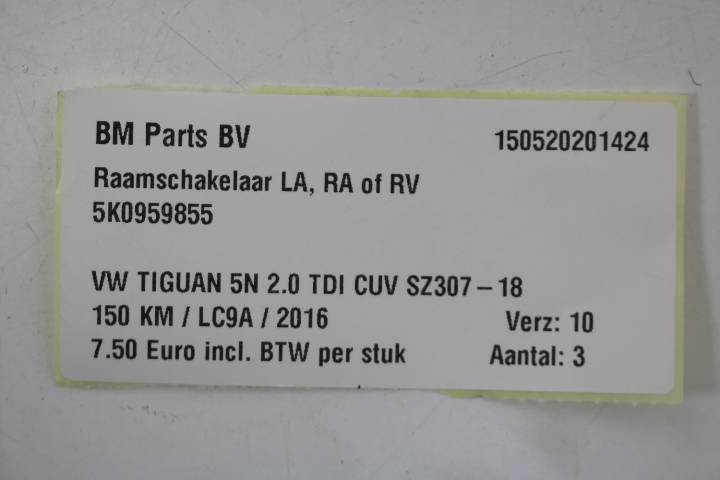 BM Parts BV 150520201424
Raamschakelaar LA, RA of RV
5K0959855
VW TIGUAN 5N 2.0 TDI CUV SZ307-18
150 KM / LC9A / 2016 Verz: 10
7.50 Euro incl. BTW per stuk Aantal: 3